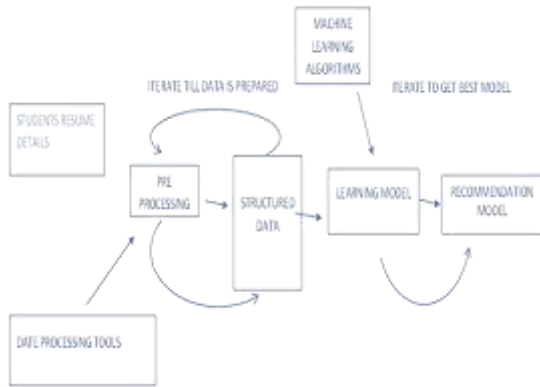 MACHINE
LEARNING
ALGORITHMS
ITERATE TILL DATA IS PREPARED
ITERATE TO GET BEST MODEL
STUDENTS RESUME
DETAILS
PRE
PROCESSING
STRUCTURED
DATA
LEARNING MODEL
RECOMMENDATION
MODEL
DATE PROCESSING TOOLS